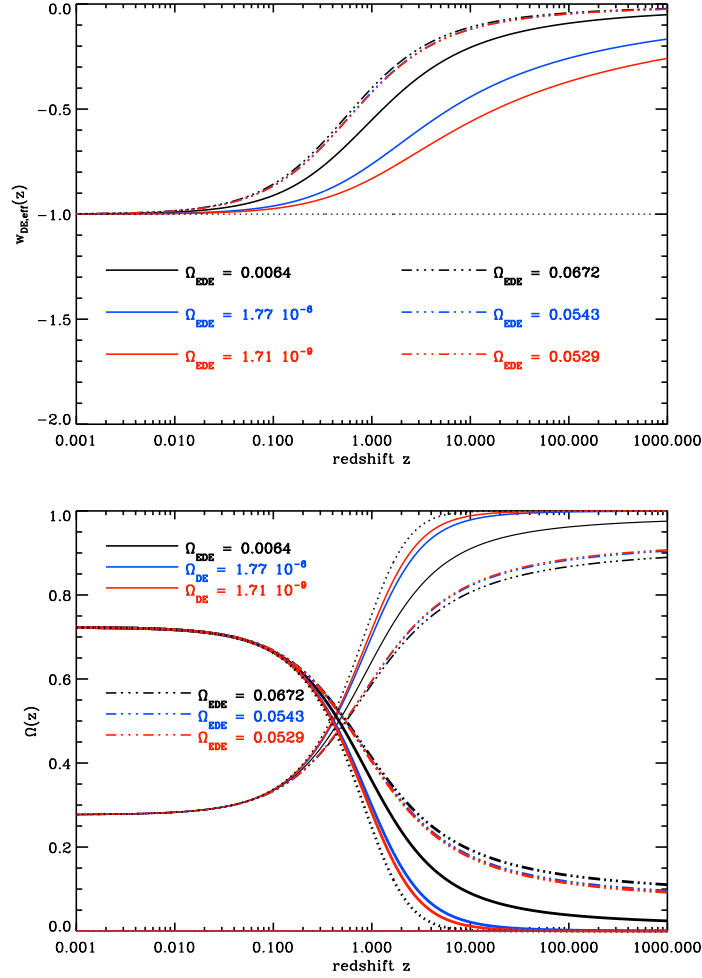 0.0
−0.5
−1.0
−1.5
−2.0
w_DE,eff(z)
Ω_EDE = 0.0064
Ω_EDE = 0.0672
Ω_EDE = 1.77 10^−6
Ω_EDE = 0.0543
Ω_EDE = 1.71 10^−9
Ω_EDE = 0.0529
0.001 0.010 0.100 1.000 10.000 100.000 1000.000
redshift z
1.0
0.8
0.6
0.4
0.2
0.0
Ω(z)
Ω_EDE = 0.0064
Ω_DE = 1.77 10^−6
Ω_DE = 1.71 10^−9
Ω_EDE = 0.0672
Ω_EDE = 0.0543
Ω_EDE = 0.0529
0.001 0.010 0.100 1.000 10.000 100.000 1000.000
redshift z